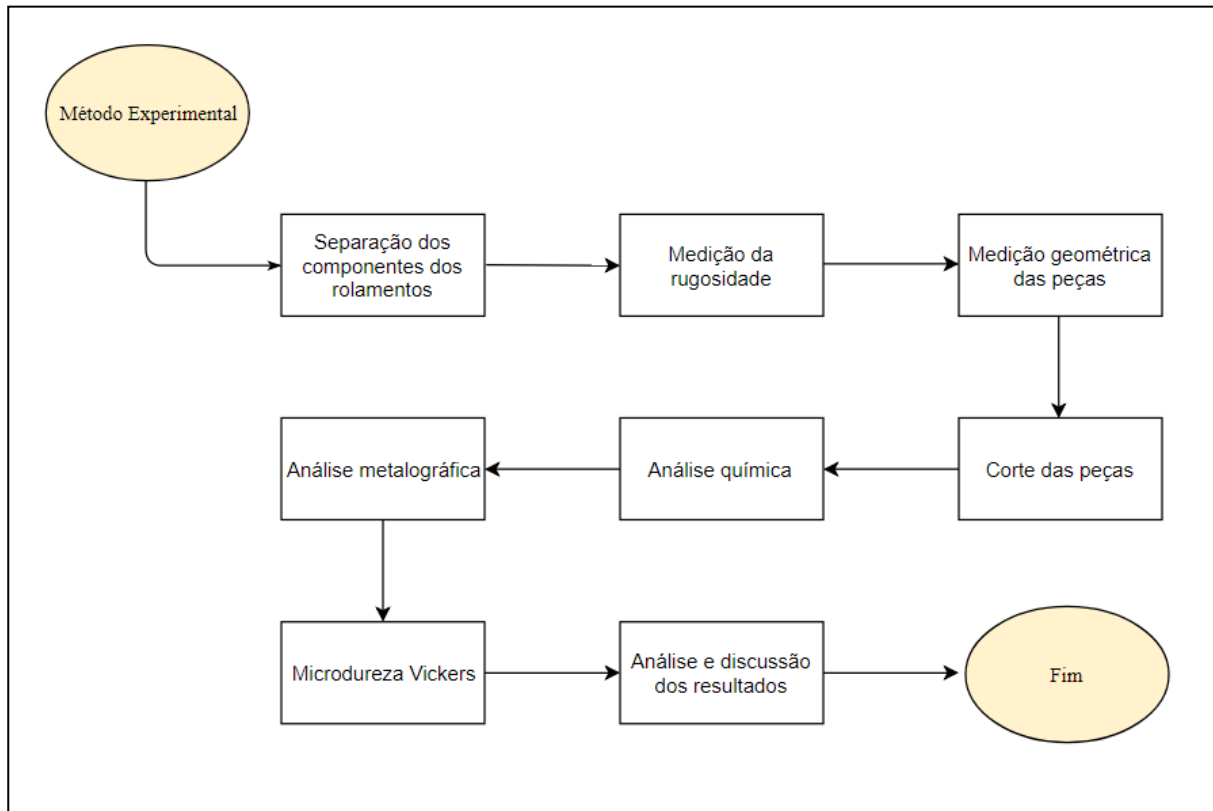 Método Experimental
Separação dos
componentes dos
rolamentos
Medição da
rugosidade
Medição geométrica
das peças
Corte das peças
Análise química
Análise metalográfica
Microdureza Vickers
Análise e discussão
dos resultados
Fim